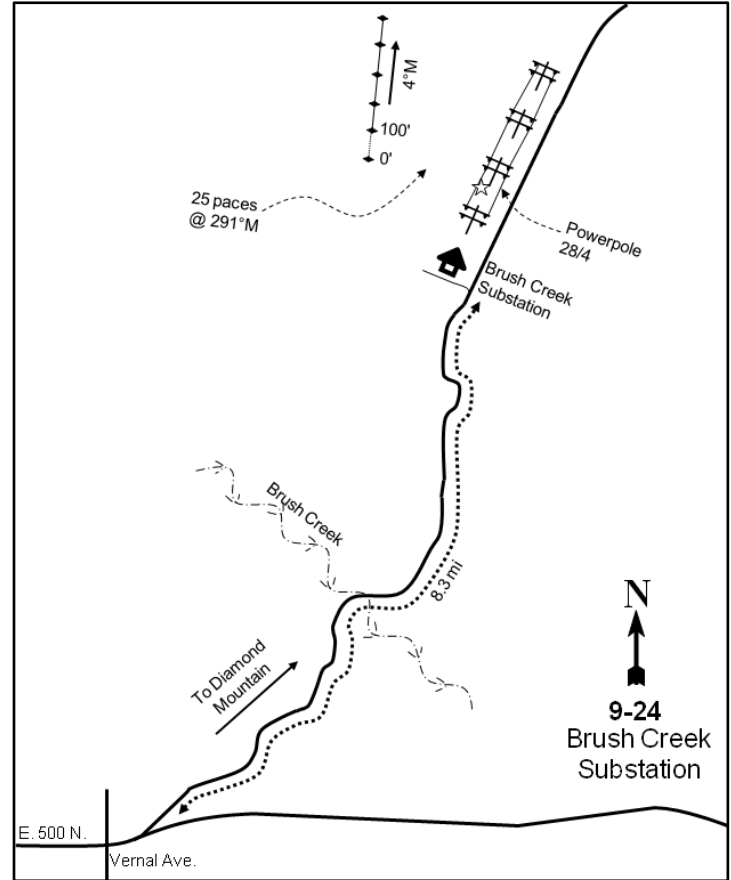 4°M
100'
0'
25 paces
@ 291°M
Powerpole
28/4
Brush Creek
Substation
Brush Creek
8.3 mi
To Diamond
Mountain
N
9-24
Brush Creek
Substation
E. 500 N.
Vernal Ave.